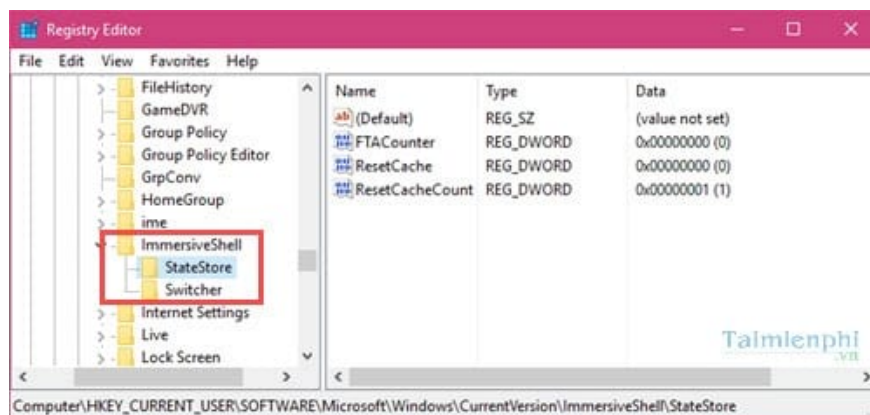 Registry Editor
File Edit View Favorites Help
FileHistory
GameDVR
Group Policy
Group Policy Editor
GrpConv
HomeGroup
ime
ImmersiveShell
StateStore
Switcher
Internet Settings
Live
Lock Screen
Name Type Data
(Default) REG_SZ (value not set)
FTACounter REG_DWORD 0x00000000 (0)
ResetCache REG_DWORD 0x00000000 (0)
ResetCacheCount REG_DWORD 0x00000001 (1)
Taimienphi
.vn
Computer\HKEY_CURRENT_USER\SOFTWARE\Microsoft\Windows\CurrentVersion\ImmersiveShell\StateStore